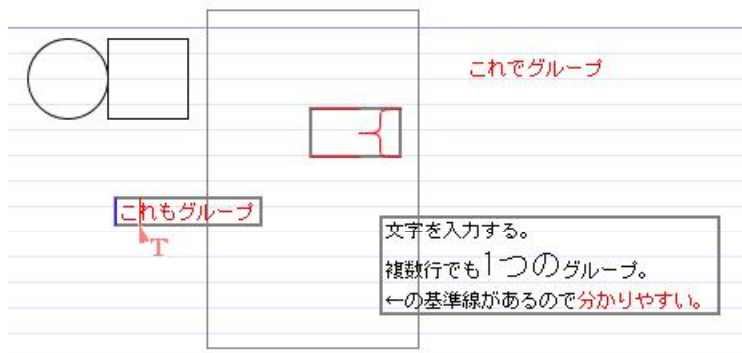 これでグループ
これもグループ
T
文字を入力する。
複数行でも1つのグループ。
←の基準線があるので分かりやすい。